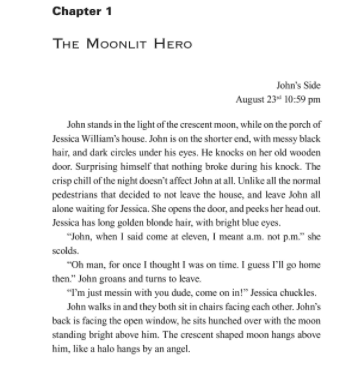 Chapter 1
The Moonlit Hero
John's Side
August 23rd 10:59 pm
John stands in the light of the crescent moon, while on the porch of
Jessica William's house. John is on the shorter end, with messy black
hair, and dark circles under his eyes. He knocks on her old wooden
door. Surprising himself that nothing broke during his knock. The
crisp chill of the night doesn't affect John at all. Unlike all the normal
pedestrians that decided to not leave the house, and leave John all
alone waiting for Jessica. She opens the door, and peeks her head out.
Jessica has long golden blonde hair, with bright blue eyes.
"John, when I said come at eleven, I meant a.m. not p.m." she
scolds.
"Oh man, for once I thought I was on time. I guess I'll go home
then." John groans and turns to leave.
"I'm just messin with you dude, come on in!" Jessica chuckles.
John walks in and they both sit in chairs facing each other. John's
back is facing the open window, he sits hunched over with the moon
standing bright above him. The crescent shaped moon hangs above
him, like a halo hangs by an angel.